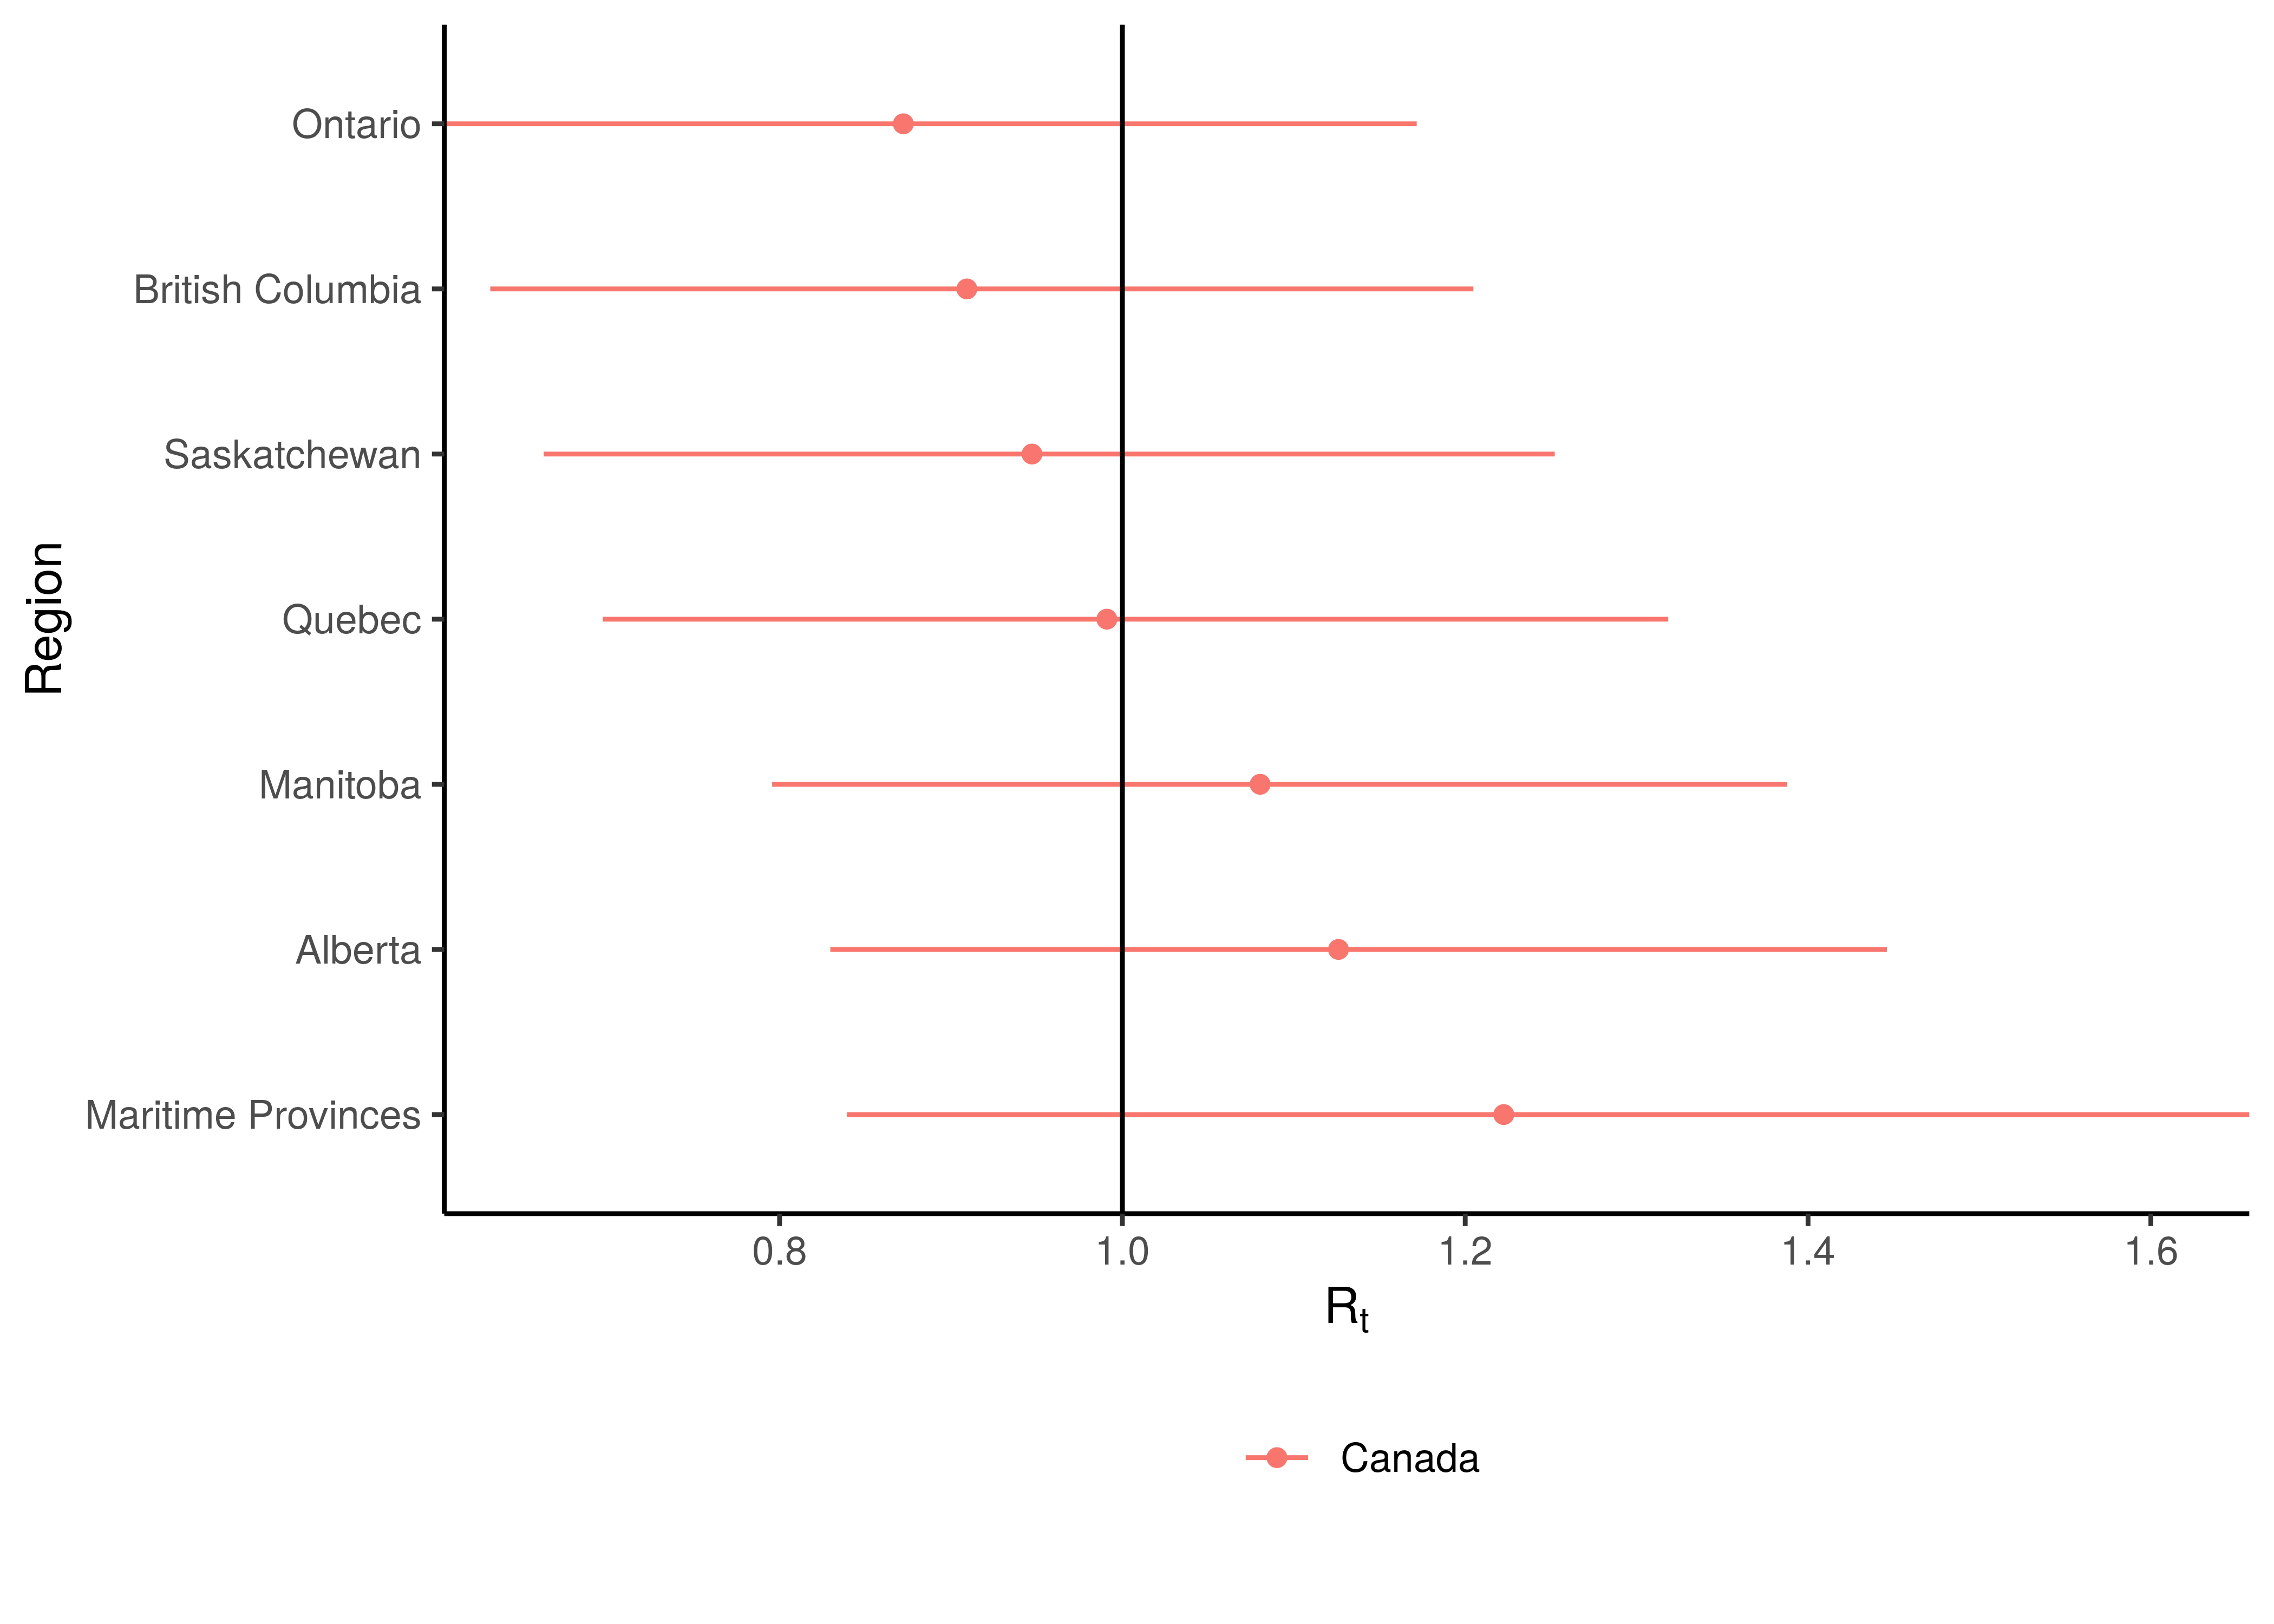 Region
Ontario
British Columbia
Saskatchewan
Quebec
Manitoba
Alberta
Maritime Provinces
0.8 1.0 1.2 1.4 1.6
Rt
Canada